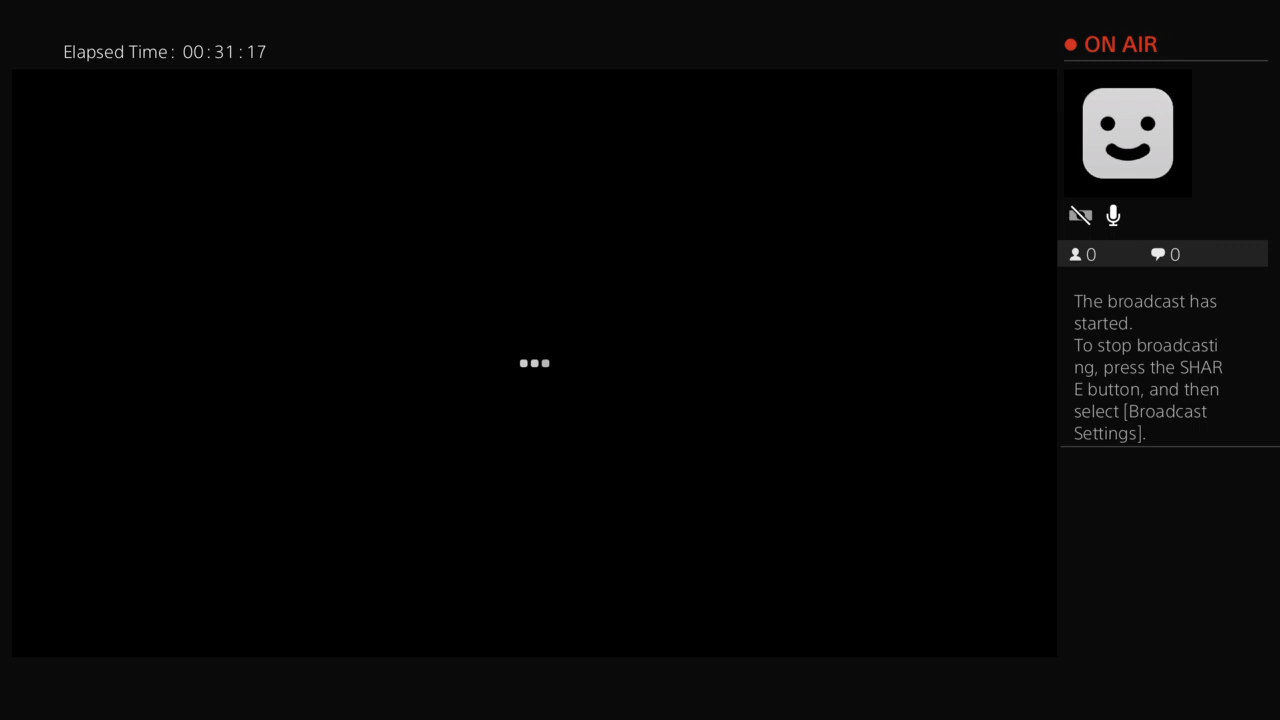 Elapsed Time: 00:31:17
ON AIR
0 0
The broadcast has
started.
To stop broadcasti
ng, press the SHAR
E button, and then
select [Broadcast
Settings].